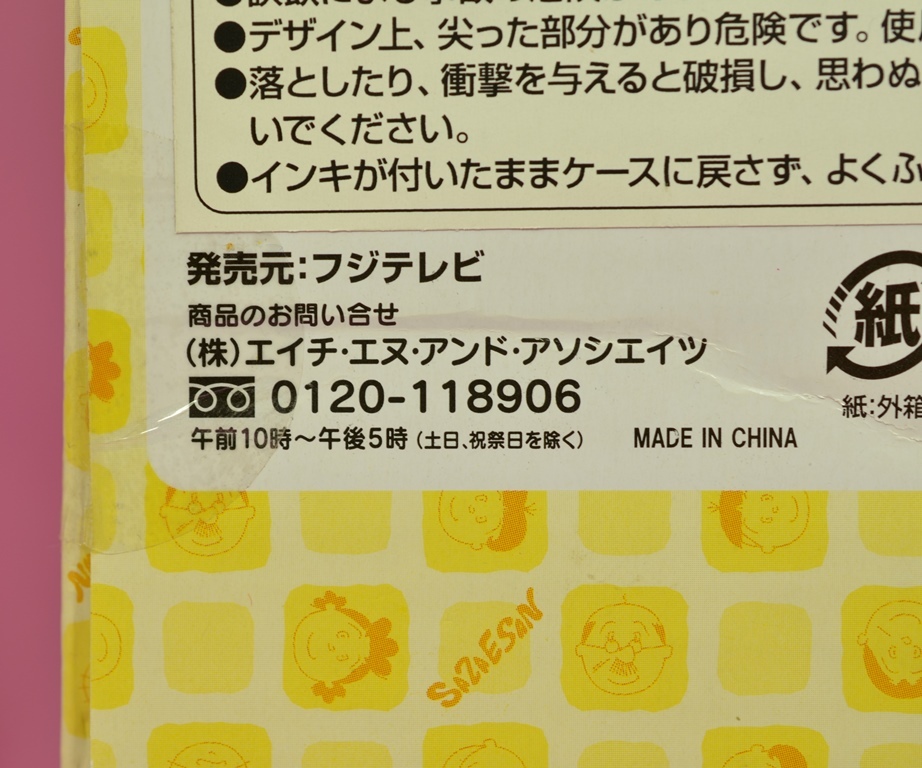 ●デザイン上、尖った部分があり危険です。使
●落としたり、衝撃を与えると破損し、思わぬ
いでください。
●インキが付いたままケースに戻さず、よくふ
発売元:フジテレビ
商品のお問い合せ
(株)エイチ・エヌ・アンド・アソシエイツ
0120-118906
午前10時〜午後5時(土日、祝祭日を除く)
MADE IN CHINA
紙
紙:外箱
SAZAESAN